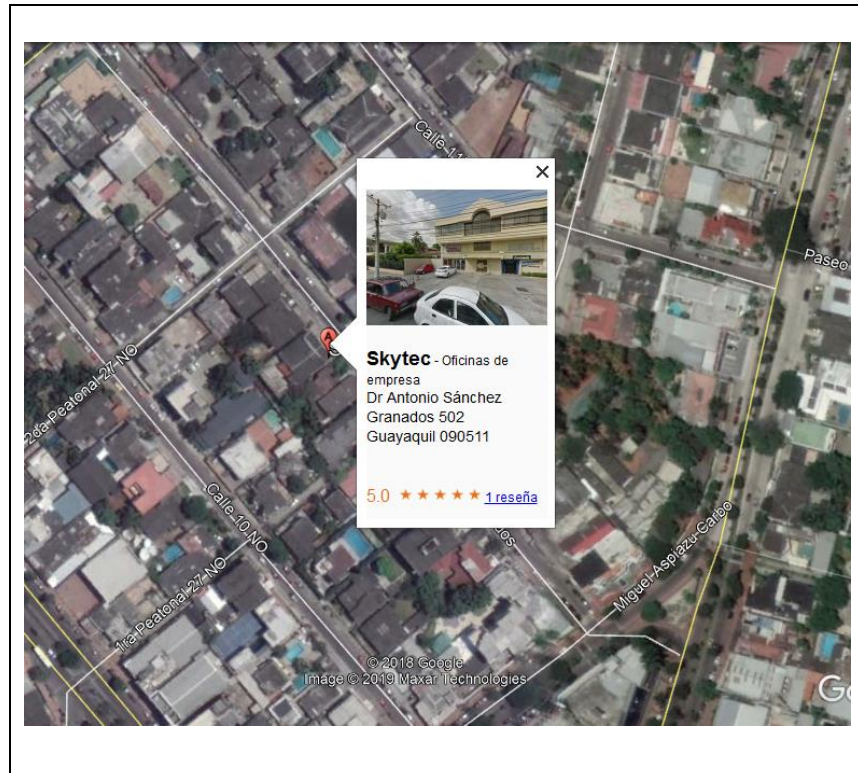 Calle 11
Paseo
Skytec - Oficinas de
empresa
Dr Antonio Sánchez
Granados 502
Guayaquil 090511
5.0 ★ ★ ★ ★ ★ 1 reseña
A
2da Peatonal 27 NO
Calle 10 NO
1ra Peatonal 27 NO
dos
Miguel Aspiazu Carbo
© 2018 Google
Image © 2019 Maxar Technologies
Go